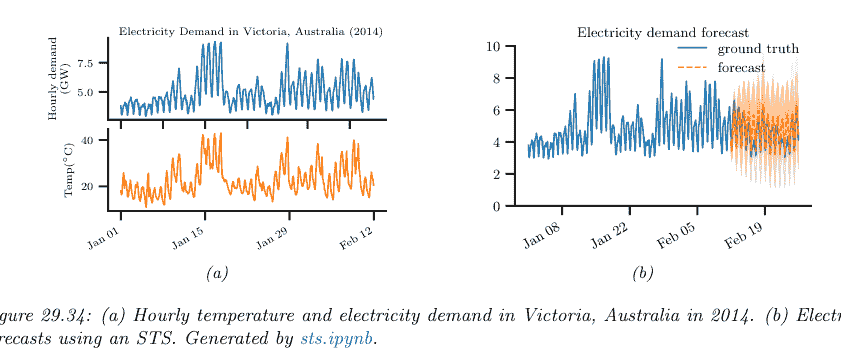 Electricity Demand in Victoria, Australia (2014)
Hourly demand
(GW)
7.5
5.0
Temp(°C)
40
20
Jan 01
Jan 15
Jan 29
Feb 12
(a)
Electricity demand forecast
ground truth
forecast
10
8
6
4
2
0
Jan 08
Jan 22
Feb 05
Feb 19
(b)
gure 29.34: (a) Hourly temperature and electricity demand in Victoria, Australia in 2014. (b) Electr
recasts using an STS. Generated by sts.ipynb.